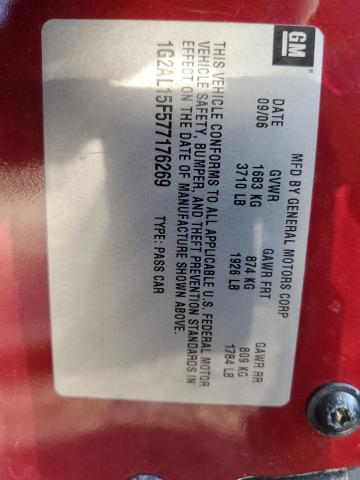 GM
MFD BY GENERAL MOTORS CORP
DATE GVWR GAWR FRT GAWR RR
09/06 1683 KG 874 KG 809 KG
3710 LB 1926 LB 1784 LB
THIS VEHICLE CONFORMS TO ALL APPLICABLE U.S. FEDERAL MOTOR
VEHICLE SAFETY, BUMPER, AND THEFT PREVENTION STANDARDS IN
EFFECT ON THE DATE OF MANUFACTURE SHOWN ABOVE.
1G2AL15F577176269 TYPE: PASS CAR